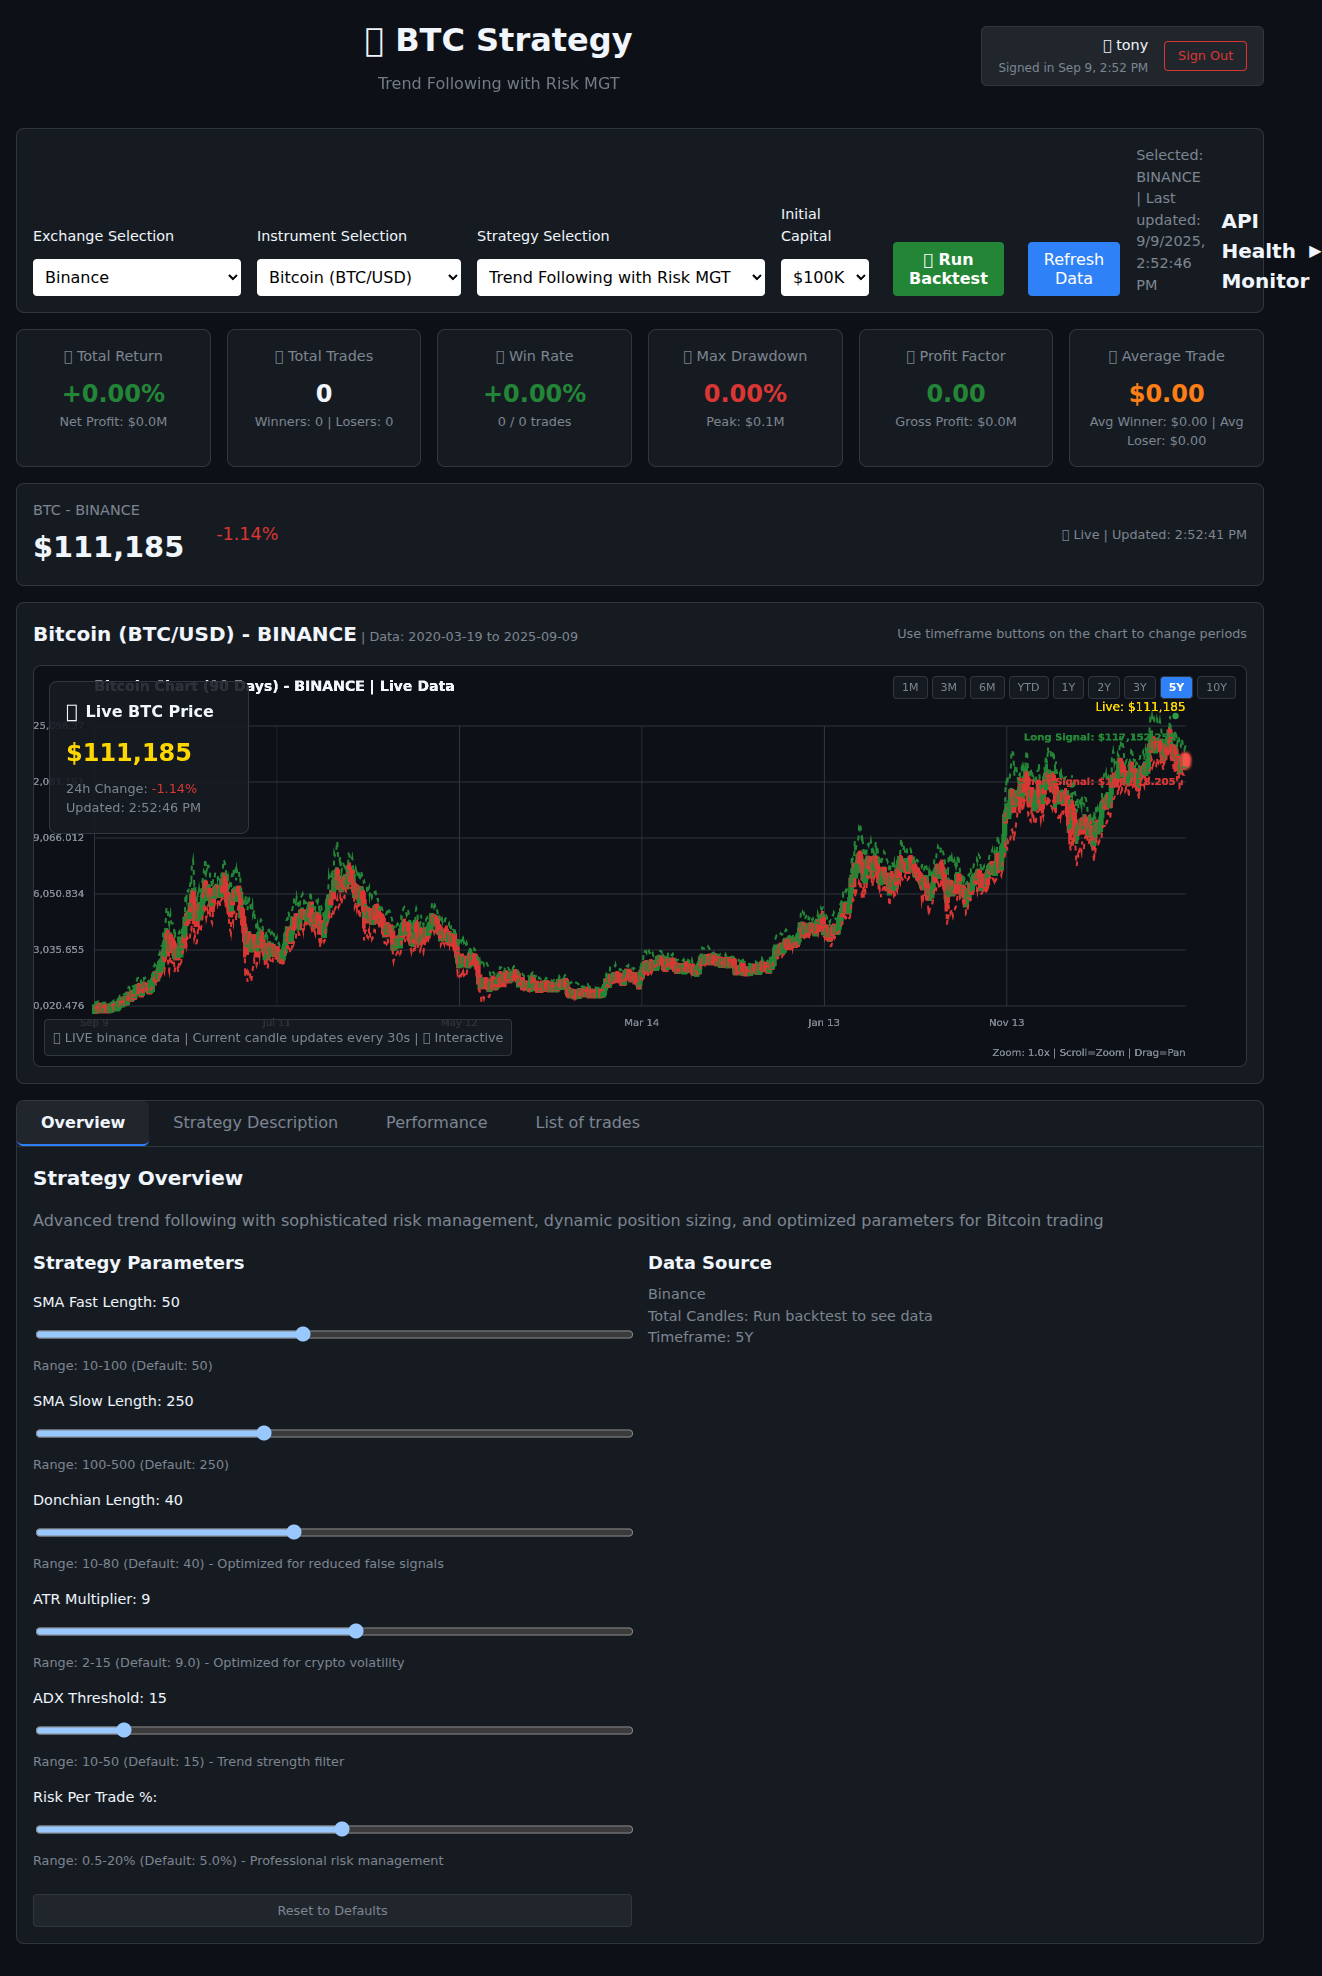 BTC Strategy
Trend Following with Risk MGT
tony
Signed in Sep 9, 2:52 PM
Sign Out
Exchange Selection
Binance
Instrument Selection
Bitcoin (BTC/USD)
Strategy Selection
Trend Following with Risk MGT
Initial
Capital
$100K
Run
Backtest
Refresh
Data
Selected:
BINANCE
| Last
updated:
9/9/2025,
2:52:46
PM
API
Health ▶
Monitor
Total Return
+0.00%
Net Profit: $0.0M
Total Trades
0
Winners: 0 | Losers: 0
Win Rate
+0.00%
0 / 0 trades
Max Drawdown
0.00%
Peak: $0.1M
Profit Factor
0.00
Gross Profit: $0.0M
Average Trade
$0.00
Avg Winner: $0.00 | Avg
Loser: $0.00
BTC - BINANCE
$111,185
-1.14%
Live | Updated: 2:52:41 PM
Bitcoin (BTC/USD) - BINANCE | Data: 2020-03-19 to 2025-09-09
Use timeframe buttons on the chart to change periods
Bitcoin Chart (90 Days) - BINANCE | Live Data
1M
3M
6M
YTD
1Y
2Y
3Y
5Y
10Y
Live: $111,185
Live BTC Price
$111,185
24h Change: -1.14%
Updated: 2:52:46 PM
Long Signal:
Signal:
9,066.012
6,050.834
3,035.655
0,020.476
Sep 9
Jul 11
May 12
Mar 14
Jan 13
Nov 13
LIVE binance data | Current candle updates every 30s | Interactive
Zoom: 1.0x | Scroll=Zoom | Drag=Pan
Overview
Strategy Description
Performance
List of trades
Strategy Overview
Advanced trend following with sophisticated risk management, dynamic position sizing, and optimized parameters for Bitcoin trading
Strategy Parameters
SMA Fast Length: 50
Range: 10-100 (Default: 50)
SMA Slow Length: 250
Range: 100-500 (Default: 250)
Donchian Length: 40
Range: 10-80 (Default: 40) - Optimized for reduced false signals
ATR Multiplier: 9
Range: 2-15 (Default: 9.0) - Optimized for crypto volatility
ADX Threshold: 15
Range: 10-50 (Default: 15) - Trend strength filter
Risk Per Trade %:
Range: 0.5-20% (Default: 5.0%) - Professional risk management
Reset to Defaults
Data Source
Binance
Total Candles: Run backtest to see data
Timeframe: 5Y